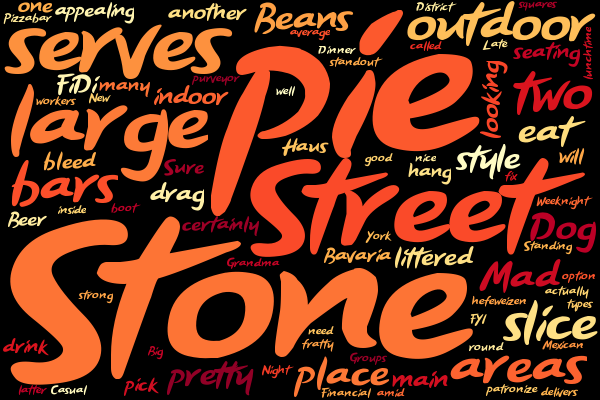 one
appealing
another
Beans
District
squares
Pizzabar
average
outdoor
serves
Pie
Dinner
called
Late
lunchtime
standout
seating
FiDi
many
purveyor
looking
workers
New
indoor
well
two
large
Haus
eat
bleed
Sure
good
nice
style
will
bars
drag
hang
fix
inside
boot
Street
Weeknight
Beer
certainly
York
Dog
Standing
Stone
Grandma
Bavaria
littered
Mad
option
strong
actually
hefeweizen
types
need
FYI
slice
fratty
drink
Big
Groups
round
Mexican
pretty
Night
place
main
areas
latter
Casual
pick
Financial
amid
patronize
delivers